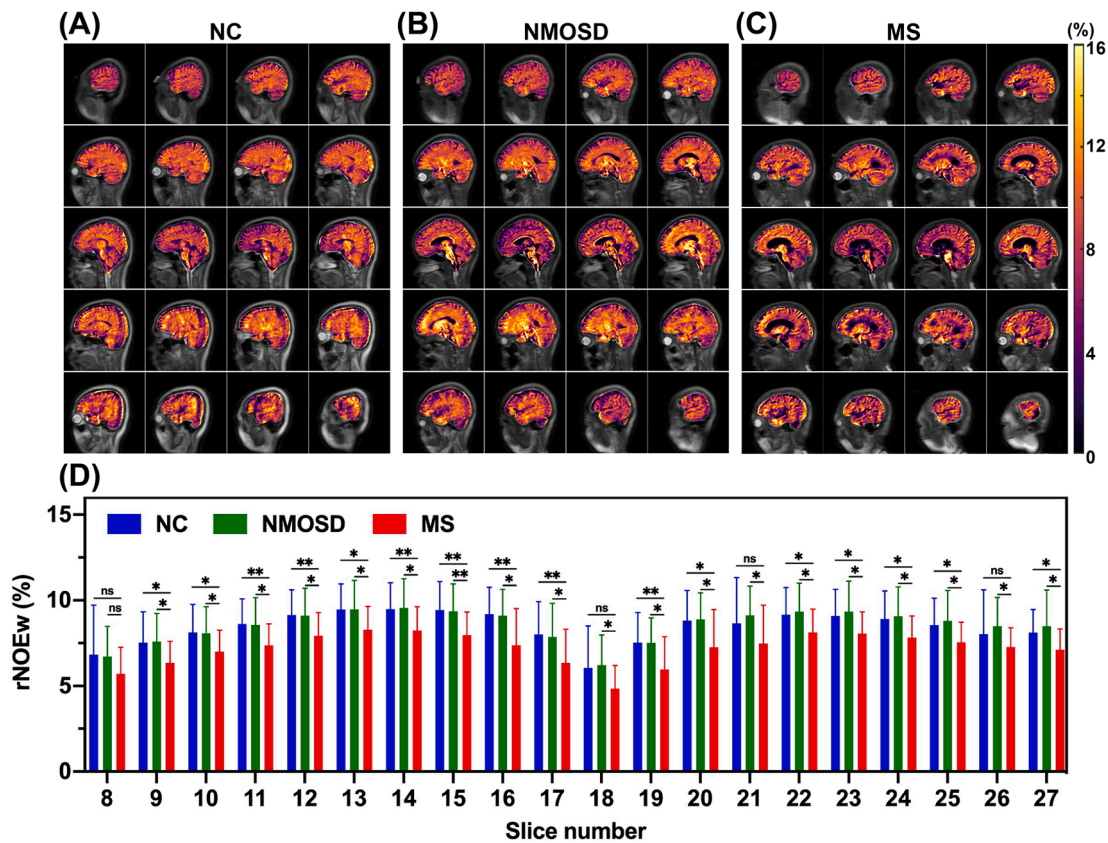 (A) NC (B) NMOSD (C) MS (%)
16
12
8
4
0
(D)
15
NC NMOSD MS
10
5
0
rNOEw (%)
ns ns
* *
* *
** *
** *
* *
** *
** **
** *
** *
ns *
** *
* *
ns *
* *
* *
* *
* *
ns *
* *
8 9 10 11 12 13 14 15 16 17 18 19 20 21 22 23 24 25 26 27
Slice number